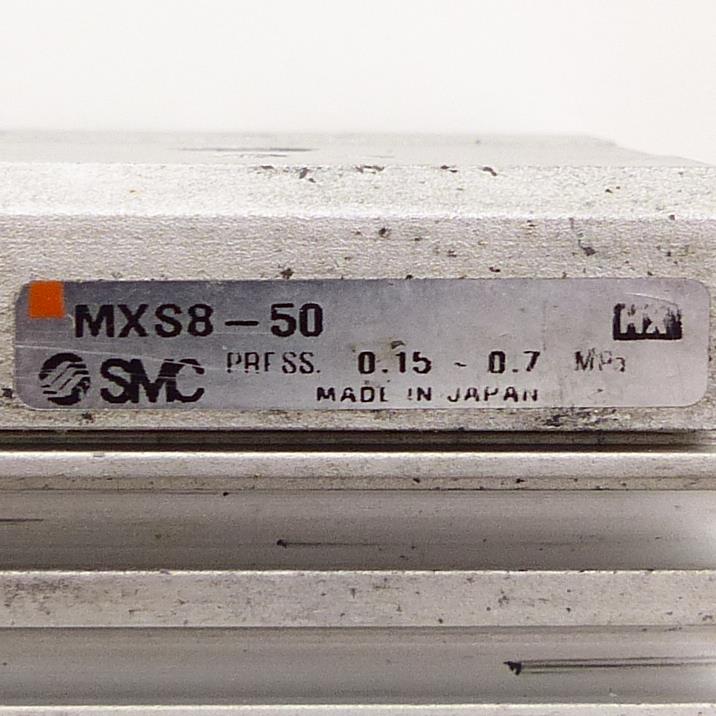 MXS8-50
SMC PRESS. 0.15 ~ 0.7 MPa
MADE IN JAPAN